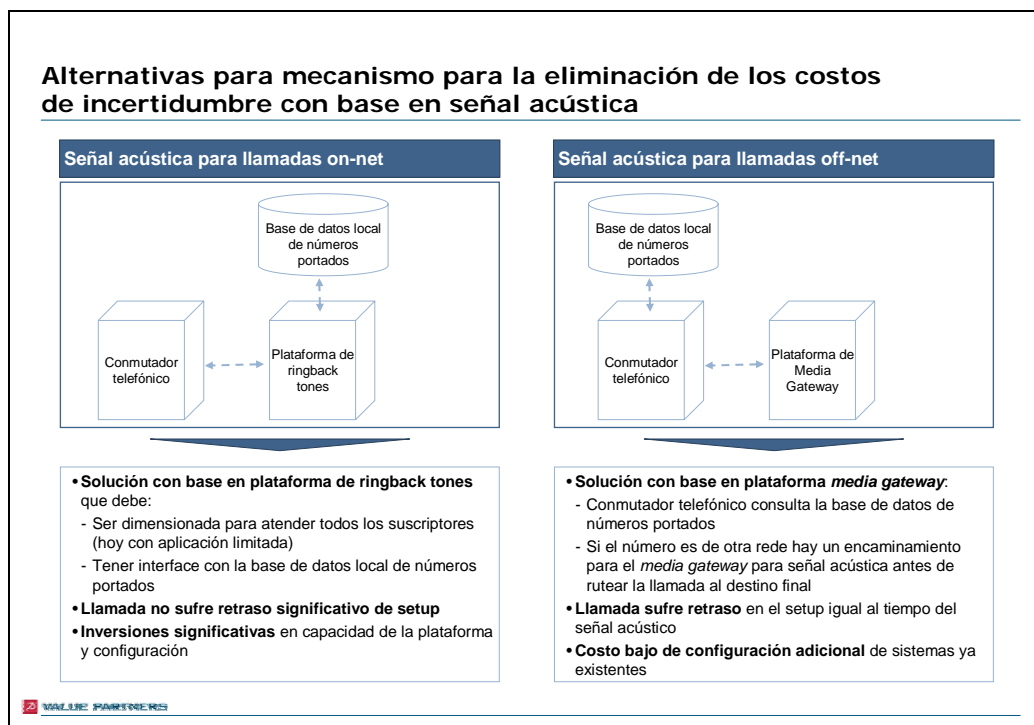 Alternativas para mecanismo para la eliminación de los costos
de incertidumbre con base en señal acústica
Señal acústica para llamadas on-net
Base de datos local
de números
portados
Conmutador
telefónico
Plataforma de
ringback
tones
•Solución con base en plataforma de ringback tones
que debe:
- Ser dimensionada para atender todos los suscriptores
(hoy con aplicación limitada)
- Tener interface con la base de datos local de números
portados
•Llamada no sufre retraso significativo de setup
•Inversiones significativas en capacidad de la plataforma
y configuración
Señal acústica para llamadas off-net
Base de datos local
de números
portados
Conmutador
telefónico
Plataforma de
Media
Gateway
•Solución con base en plataforma media gateway:
- Conmutador telefónico consulta la base de datos de
números portados
- Si el número es de otra red hay un encaminamiento
para el media gateway para señal acústica antes de
rutear la llamada al destino final
•Llamada sufre retraso en el setup igual al tiempo del
señal acústico
•Costo bajo de configuración adicional de sistemas ya
existentes
VALUE PARTNERS